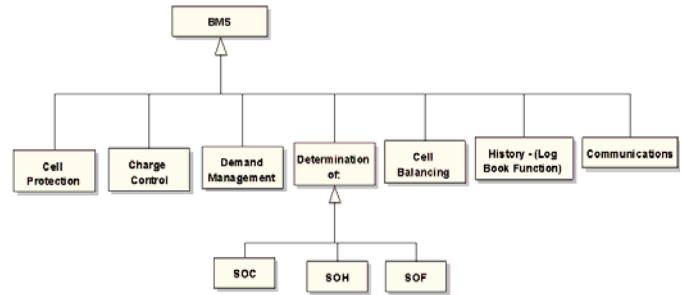 BMS
Cell
Protection
Charge
Control
Demand
Management
Determination
of:
Cell
Balancing
History - (Log
Book Function)
Communications
SOC
SOH
SOF